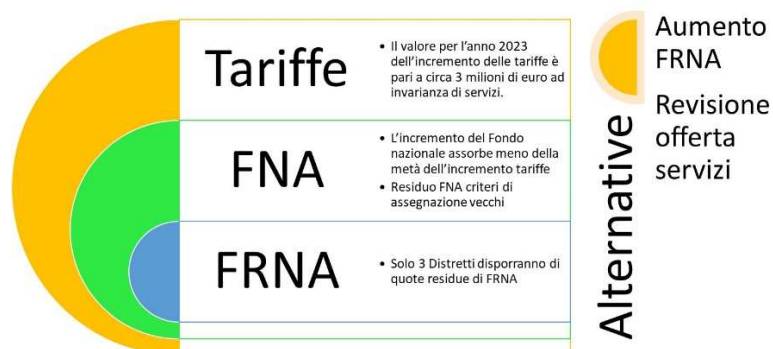 Tariffe
• Il valore per l'anno 2023
dell'incremento delle tariffe è
pari a circa 3 milioni di euro ad
invarianza di servizi.
FNA
• L'incremento del Fondo
nazionale assorbe meno della
metà dell'incremento tariffe
• Residuo FNA criteri di
assegnazione vecchi
FRNA
• Solo 3 Distretti disporranno di
quote residue di FRNA
Alternative
Aumento
FRNA
Revisione
offerta
servizi